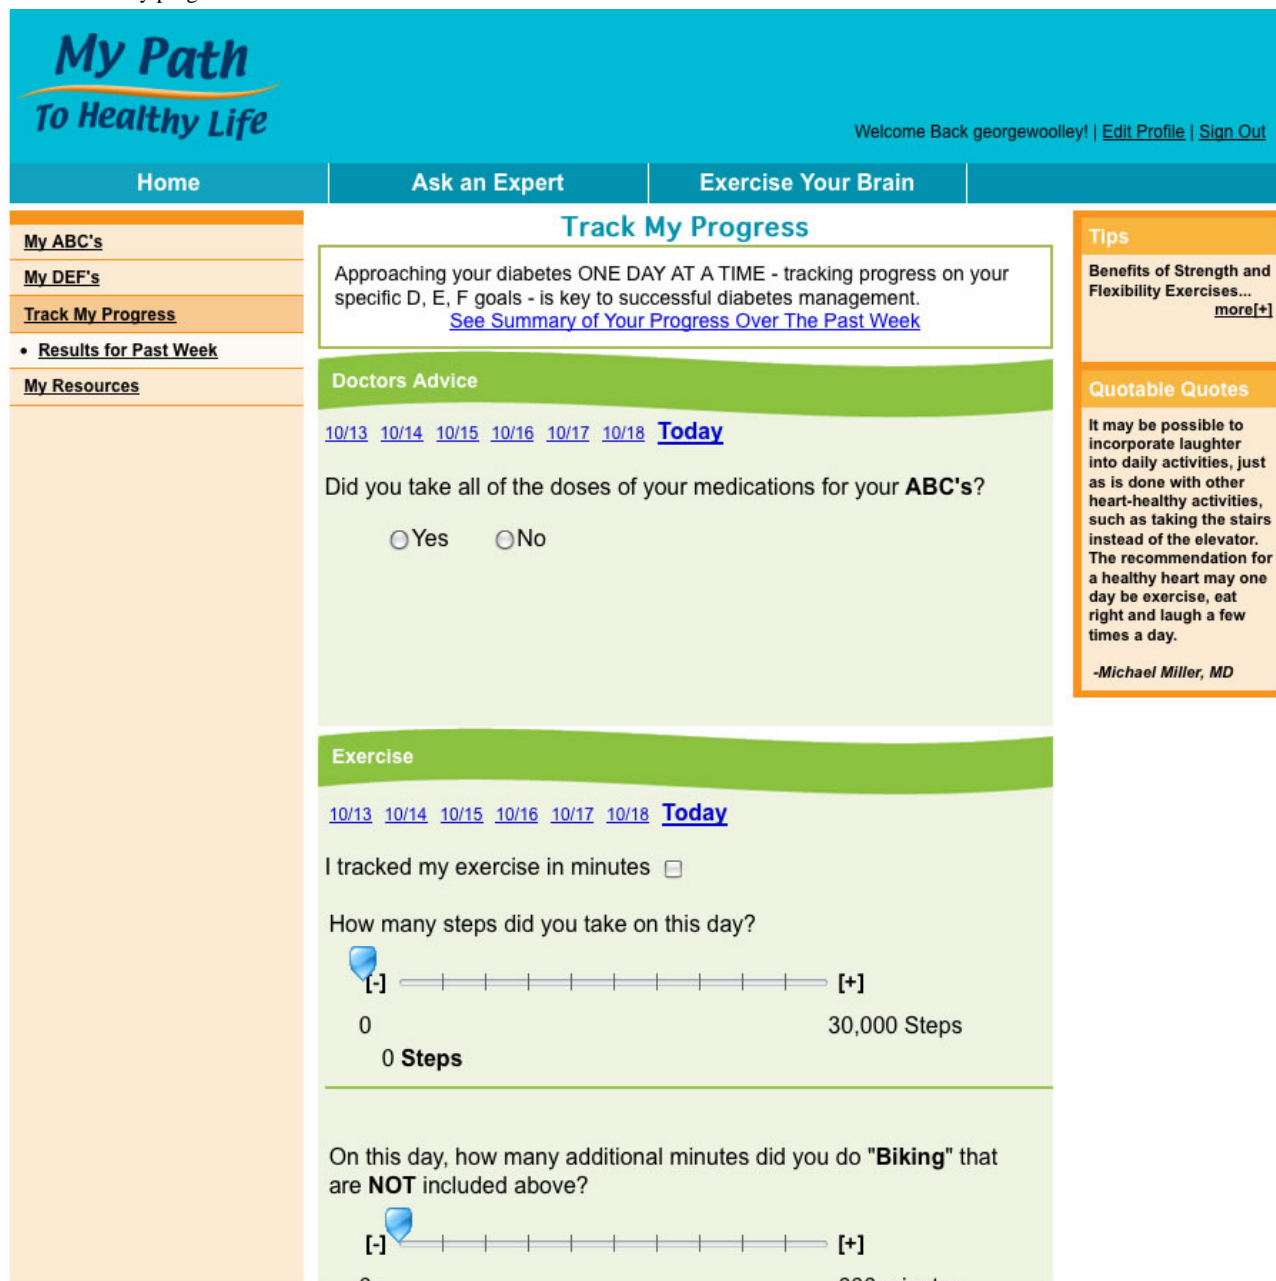 My Path
To Healthy Life
Welcome Back georgewoolley! | Edit Profile | Sign Out
Home
Ask an Expert
Exercise Your Brain
My ABC's
My DEF's
Track My Progress
• Results for Past Week
My Resources
Track My Progress
Approaching your diabetes ONE DAY AT A TIME - tracking progress on your
specific D, E, F goals - is key to successful diabetes management.
See Summary of Your Progress Over The Past Week
Doctors Advice
10/13 10/14 10/15 10/16 10/17 10/18 Today
Did you take all of the doses of your medications for your ABC's?
Yes No
Exercise
10/13 10/14 10/15 10/16 10/17 10/18 Today
I tracked my exercise in minutes
How many steps did you take on this day?
[-] [+]
0 30,000 Steps
0 Steps
On this day, how many additional minutes did you do "Biking" that
are NOT included above?
[-] [+]
Tips
Benefits of Strength and
Flexibility Exercises...
more[+]
Quotable Quotes
It may be possible to
incorporate laughter
into daily activities, just
as is done with other
heart-healthy activities,
such as taking the stairs
instead of the elevator.
The recommendation for
a healthy heart may one
day be exercise, eat
right and laugh a few
times a day.
-Michael Miller, MD